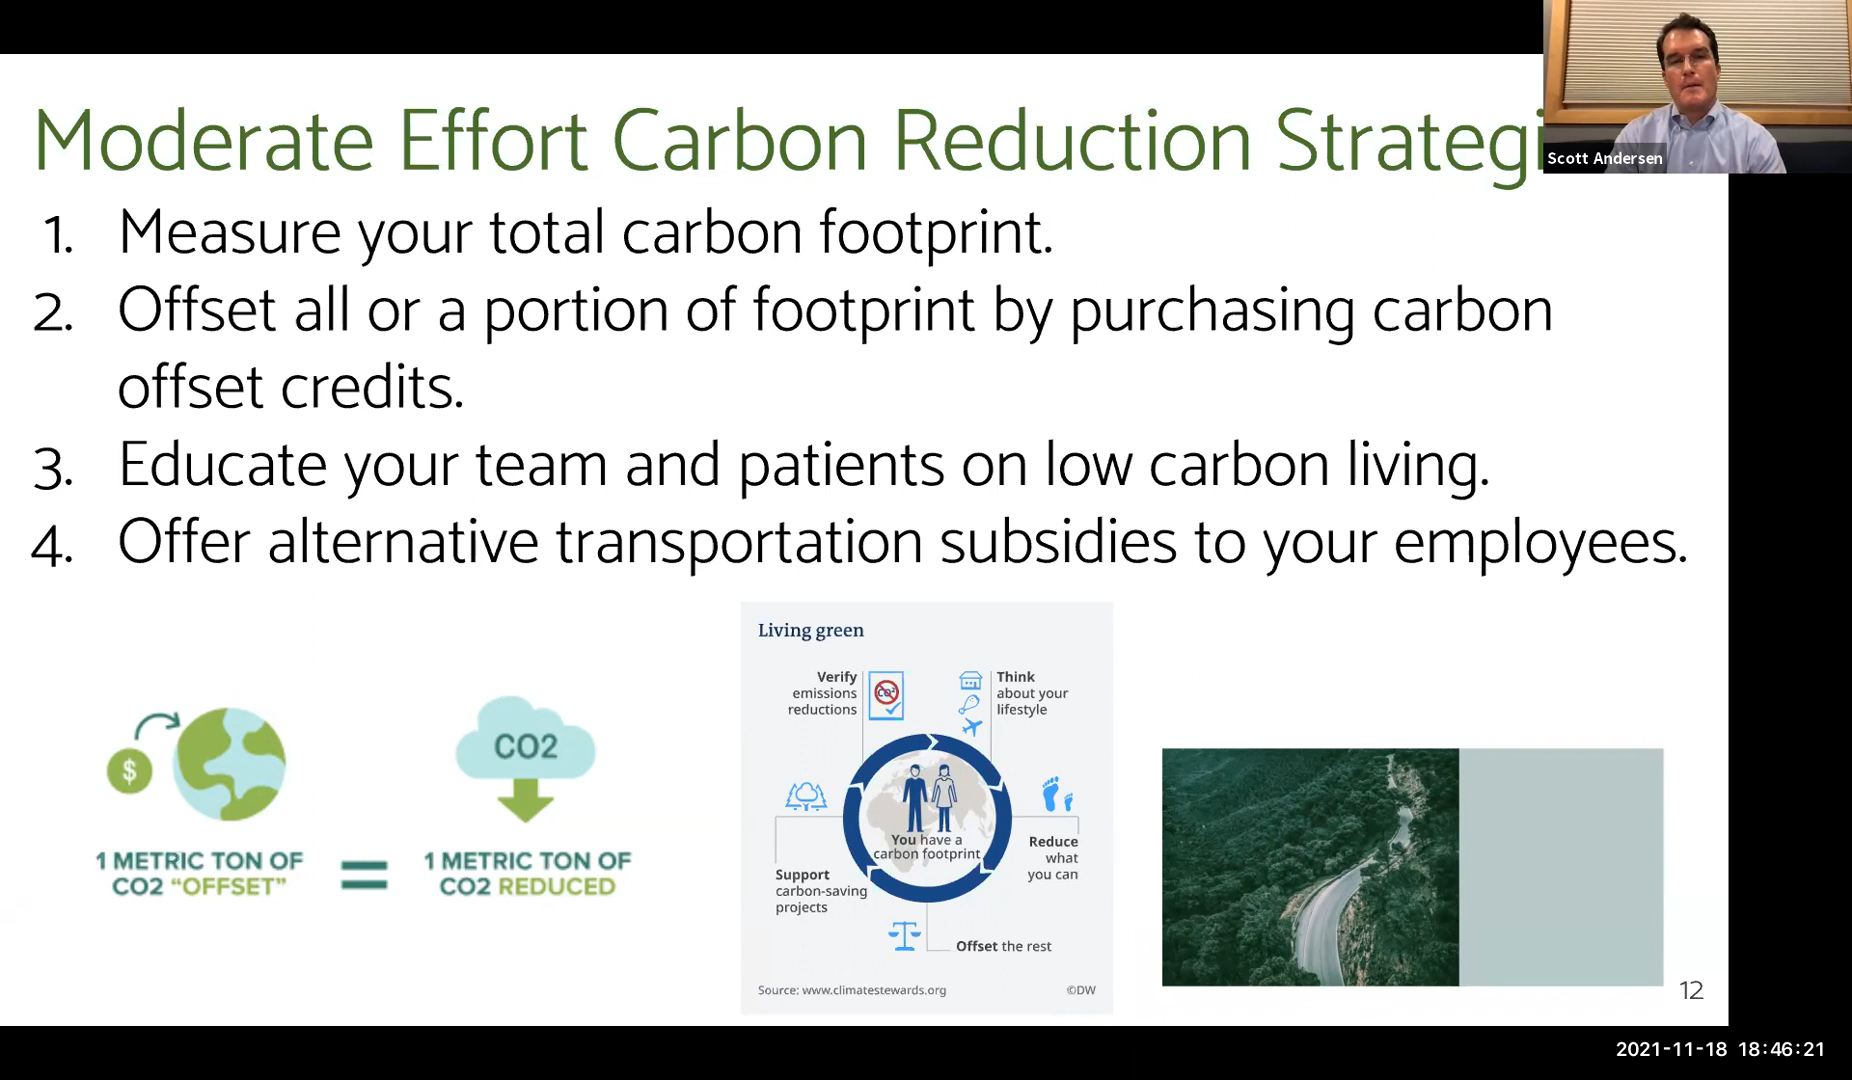 Moderate Effort Carbon Reduction Strategi
Scott Andersen
1. Measure your total carbon footprint.
2. Offset all or a portion of footprint by purchasing carbon
offset credits.
3. Educate your team and patients on low carbon living.
4. Offer alternative transportation subsidies to your employees.
$
1 METRIC TON OF
CO2 “OFFSET”
=
CO2
1 METRIC TON OF
CO2 REDUCED
Living green
Verify
emissions
reductions
CO²
Think
about your
lifestyle
You have a
carbon footprint
Reduce
what
you can
Support
carbon-saving
projects
Offset the rest
Source: www.climatestewards.org
©DW
12
2021-11-18 18:46:21